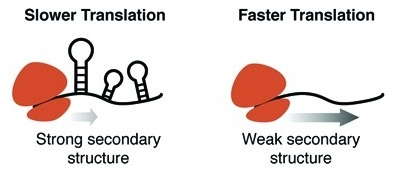 Slower Translation
Faster Translation
Strong secondary
structure
Weak secondary
structure